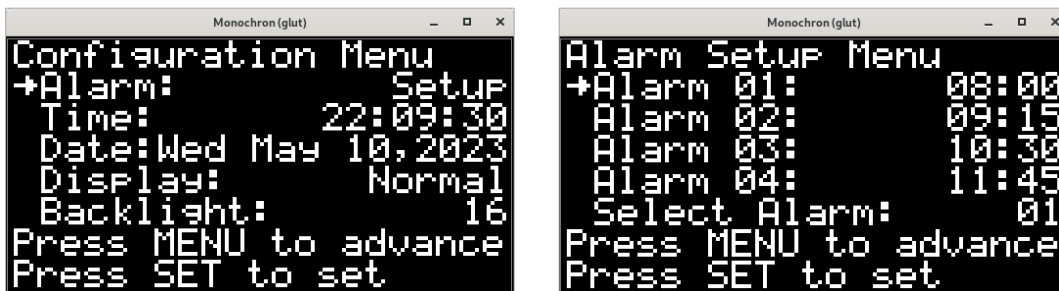 Monochron (glut)
Configuration Menu
Alarm: Setup
Time: 22:09:30
Date:Wed May 10,2023
Display: Normal
Backlight: 16
Press MENU to advance
Press SET to set
Monochron (glut)
Alarm Setup Menu
Alarm 01: 08:00
Alarm 02: 09:15
Alarm 03: 10:30
Alarm 04: 11:45
Select Alarm: 01
Press MENU to advance
Press SET to set